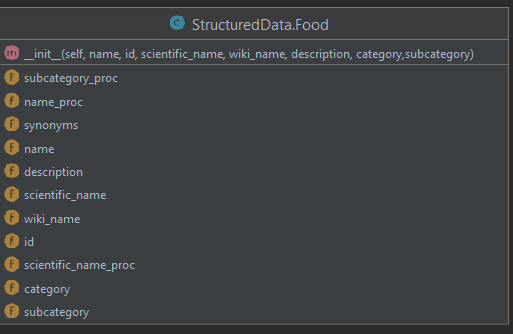 C StructuredData.Food
m __init__(self, name, id, scientific_name, wiki_name, description, category,subcategory)
f subcategory_proc
f name_proc
f synonyms
f name
f description
f scientific_name
f wiki_name
f id
f scientific_name_proc
f category
f subcategory